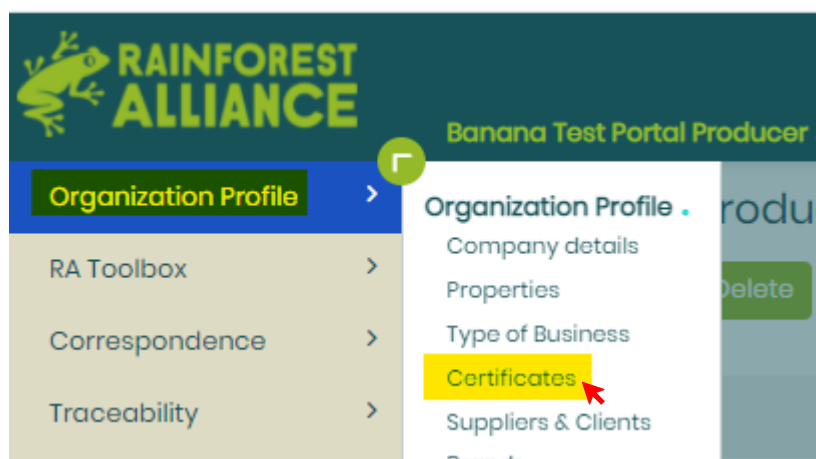 RAINFOREST
ALLIANCE
Banana Test Portal Producer
Organization Profile
RA Toolbox
Correspondence
Traceability
Organization Profile .
Company details
Properties
Type of Business
Certificates
Suppliers & Clients
rodu
Delete